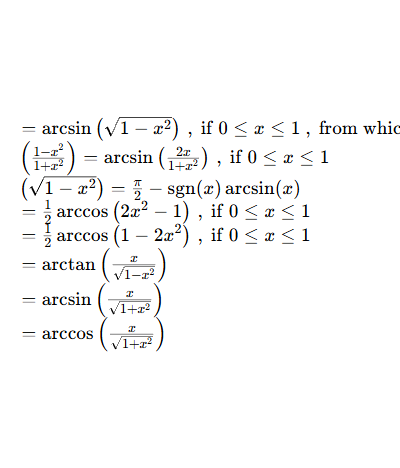 = arcsin (√(1 − x²)) , if 0 ≤ x ≤ 1 , from whic
((1−x²)/(1+x²)) = arcsin (2x/(1+x²)) , if 0 ≤ x ≤ 1
(√(1 − x²)) = π/2 − sgn(x) arcsin(x)
= 1/2 arccos (2x² − 1) , if 0 ≤ x ≤ 1
= 1/2 arccos (1 − 2x²) , if 0 ≤ x ≤ 1
= arctan (x/√(1−x²))
= arcsin (x/√(1+x²))
= arccos (x/√(1+x²))